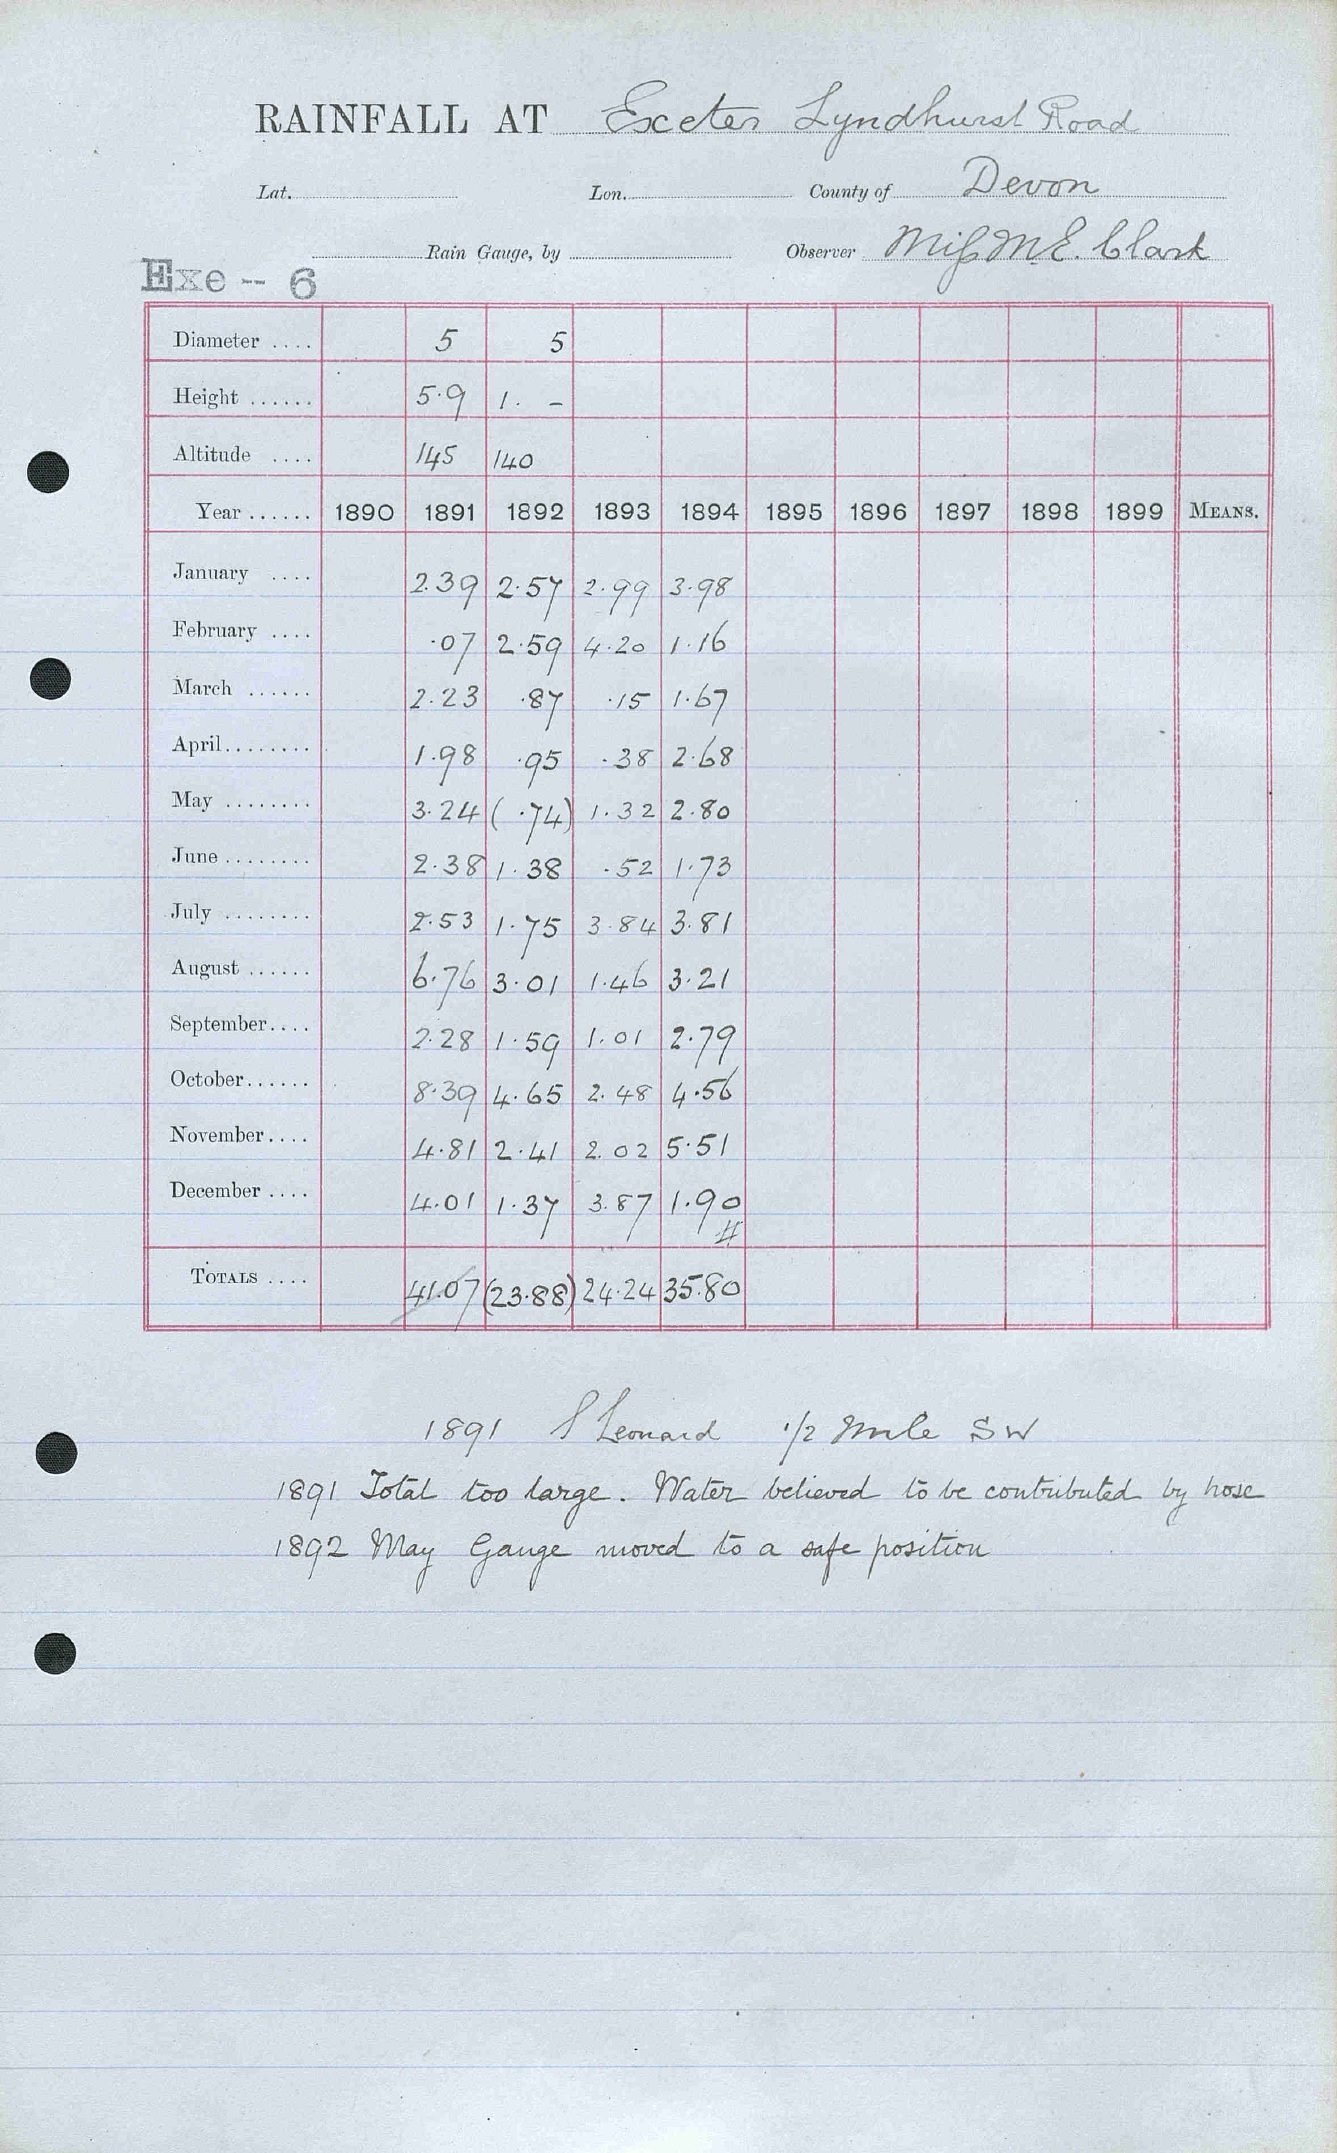 RAINFALL AT Exeter Lyndhurst Road
Lat. Lon. County of Devon
Rain Gauge, by Observer Miss M.E. Clark
Exe -- 6
Diameter .... 5 5
Height ...... 5.9 1. -
Altitude .... 145 140
Year ...... 1890 1891 1892 1893 1894 1895 1896 1897 1898 1899 MEANS.
January .... 2.39 2.57 2.99 3.98
February .... .07 2.59 4.20 1.16
March ...... 2.23 .87 .15 1.67
April........ 1.98 .95 .38 2.68
May ........ 3.24 ( .74) 1.32 2.80
June ........ 2.38 1.38 .52 1.73
July ........ 2.53 1.75 3.84 3.81
August ...... 6.76 3.01 1.46 3.21
September.... 2.28 1.59 1.01 2.79
October...... 8.39 4.65 2.48 4.56
November.... 4.81 2.41 2.02 5.51
December .... 4.01 1.37 3.87 1.90
#
TOTALS .... 41.07 (23.88) 24.24 35.80
1891 S Leonard 1/2 Mile SW
1891 Total too large. Water believed to be contributed by hose
1892 May Gauge moved to a safe position